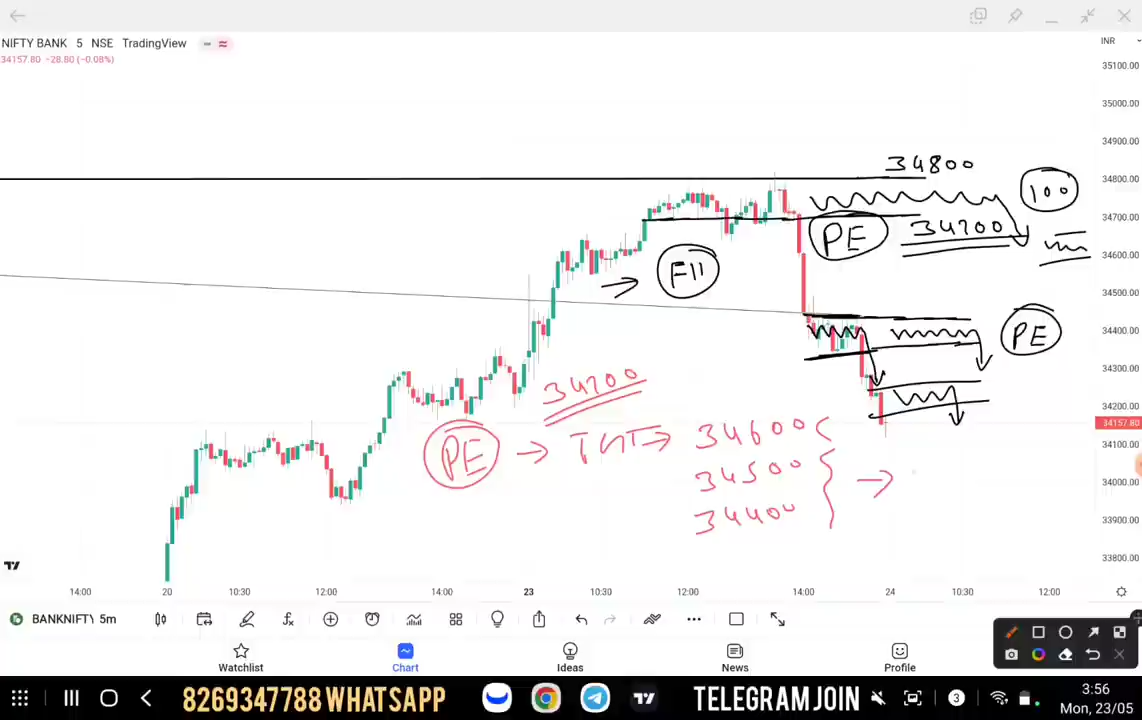 NIFTY BANK 5 NSE TradingView
34157.80 −28.80 (−0.08%)
INR
35100.00
35000.00
34900.00
34800.00
34700.00
34600.00
34500.00
34400.00
34300.00
34200.00
34157.80
34100.00
34000.00
33900.00
33800.00
34800
100
PE
34700
FII
PE
34700
PE → TGT → 34600
34500
34400
14:00 20 10:30 12:00 14:00 23 10:30 12:00 14:00 24 10:30 12:00
BANKNIFTY 5m
Watchlist Chart Ideas News Profile
8269347788 WHATSAPP
TELEGRAM JOIN
3
3:56
Mon, 23/05